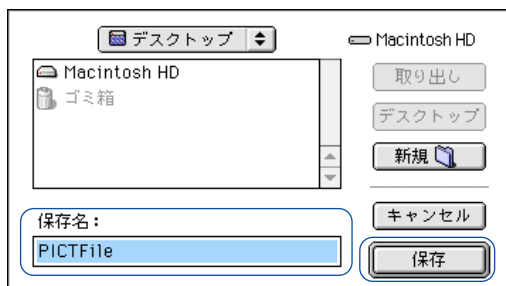 デスクトップ
Macintosh HD
Macintosh HD
ゴミ箱
取り出し
デスクトップ
新規
保存名：
PICTFile
キャンセル
保存